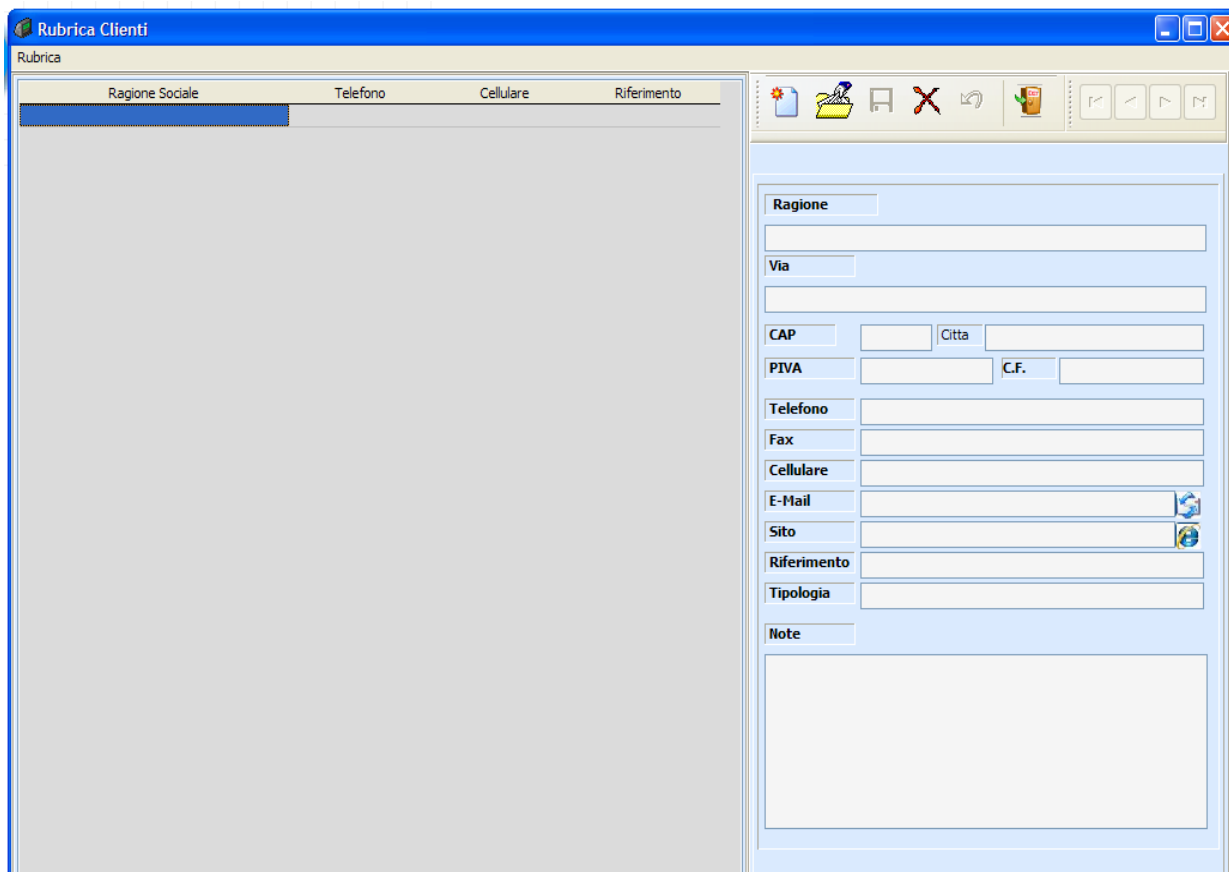 Rubrica Clienti
Rubrica
Ragione Sociale Telefono Cellulare Riferimento
Ragione
Via
CAP Citta
PIVA C.F.
Telefono
Fax
Cellulare
E-Mail
Sito
Riferimento
Tipologia
Note